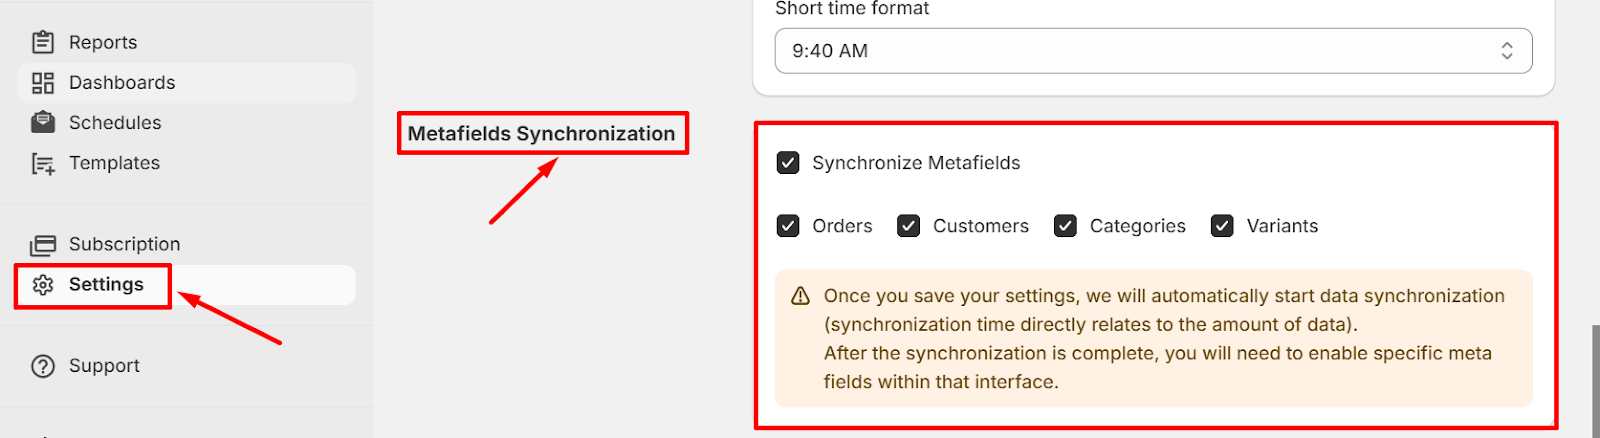 Reports
Dashboards
Schedules
Templates
Subscription
Settings
Support
Metafields Synchronization
Short time format
9:40 AM
Synchronize Metafields
Orders Customers Categories Variants
Once you save your settings, we will automatically start data synchronization
(synchronization time directly relates to the amount of data).
After the synchronization is complete, you will need to enable specific meta
fields within that interface.